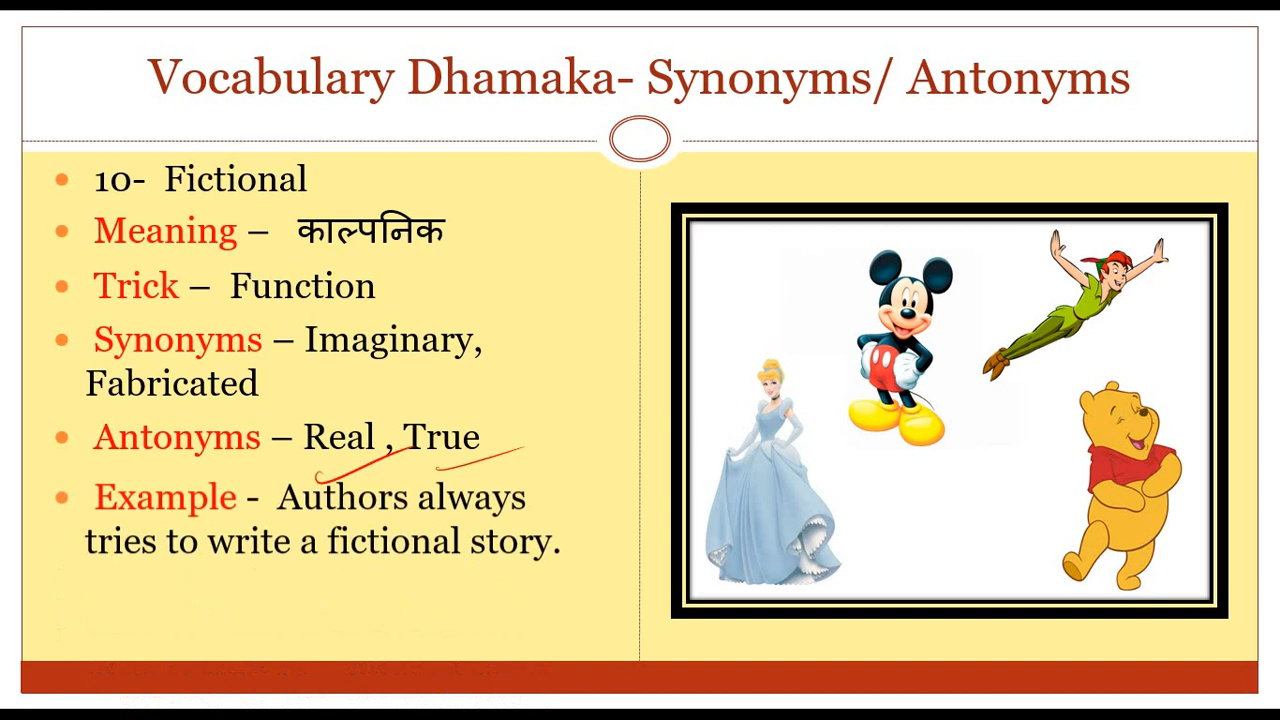 Vocabulary Dhamaka- Synonyms/ Antonyms
10-  Fictional
Meaning –  काल्पनिक
Trick –  Function
Synonyms – Imaginary,
Fabricated
Antonyms – Real , True
Example -  Authors always
tries to write a fictional story.